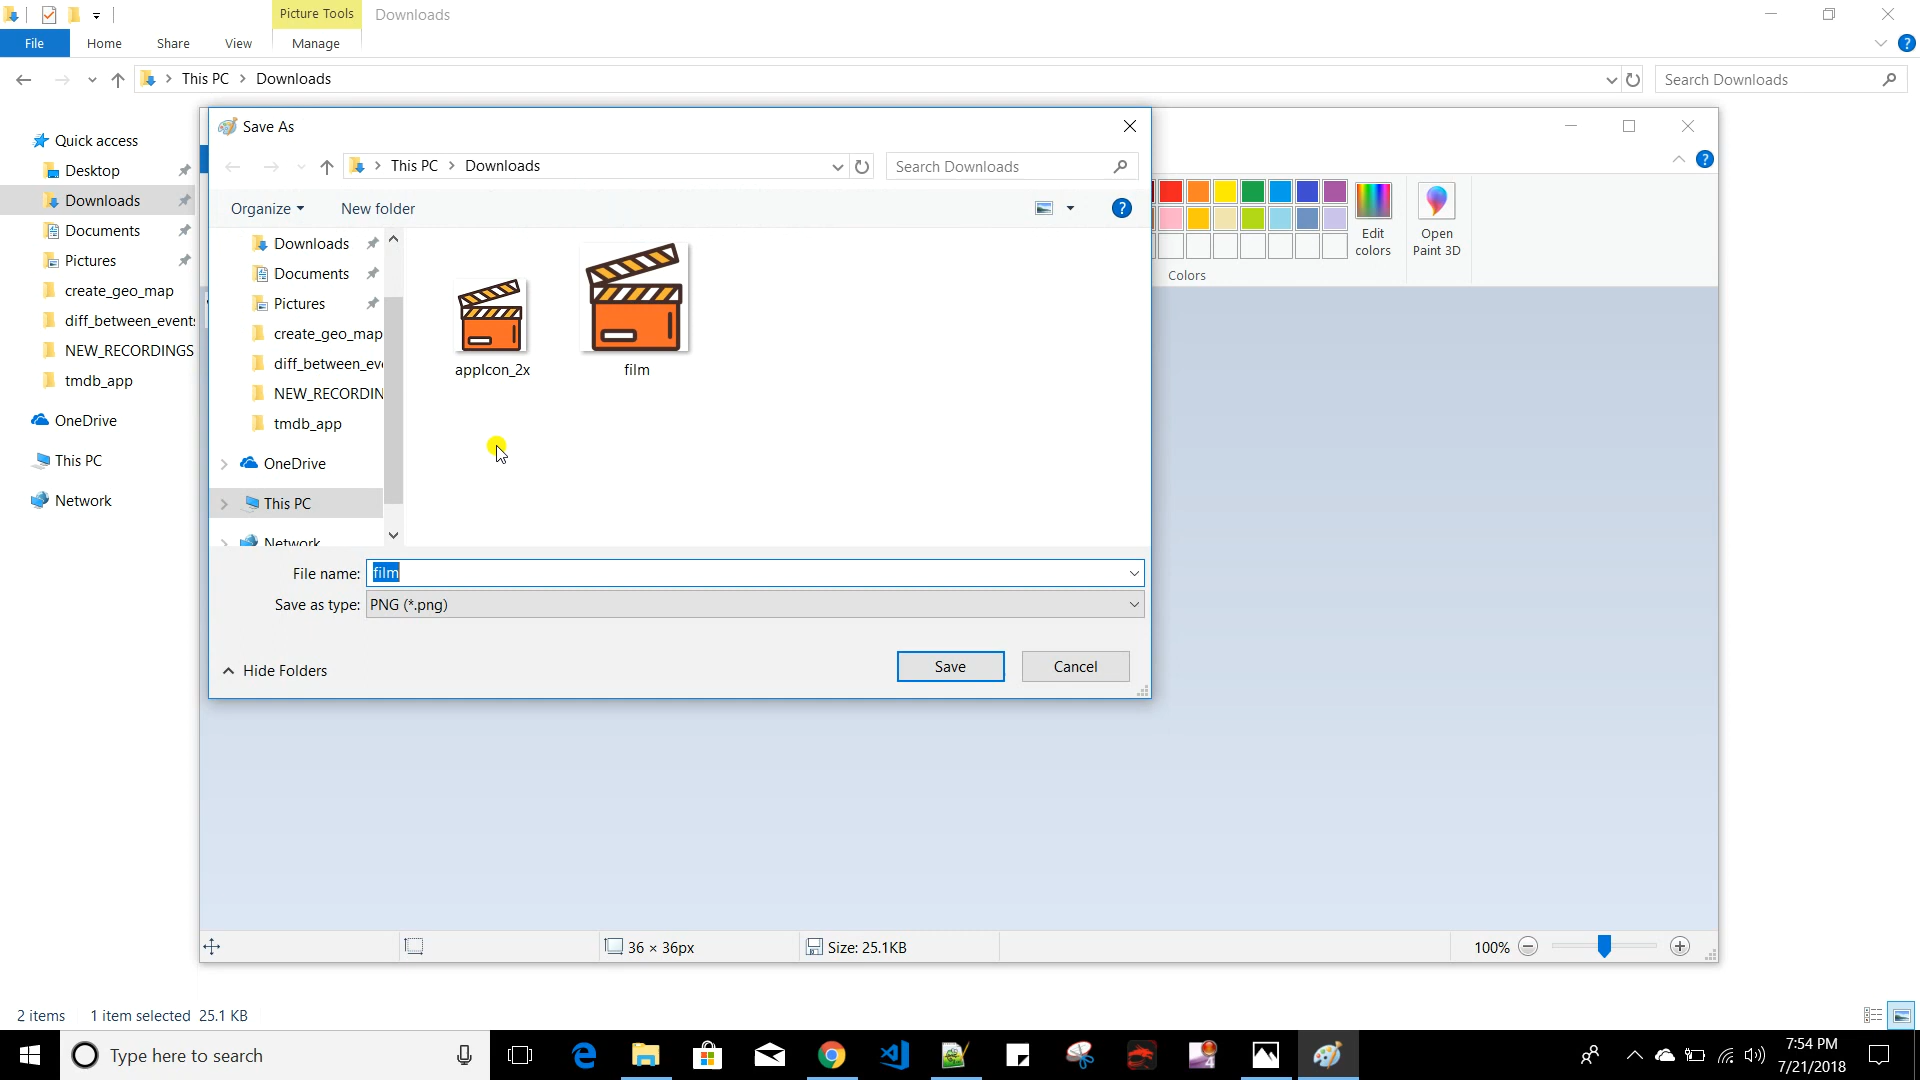 Picture Tools
Downloads
File
Home
Share
View
Manage
This PC
Downloads
Search Downloads
Quick access
Desktop
Downloads
Documents
Pictures
create_geo_map
diff_between_events
NEW_RECORDINGS
tmdb_app
OneDrive
This PC
Network
Save As
This PC
Downloads
Search Downloads
Organize
New folder
Downloads
Documents
Pictures
create_geo_map
diff_between_eve
NEW_RECORDIN
tmdb_app
OneDrive
This PC
Network
appIcon_2x
film
File name:
film
Save as type:
PNG (*.png)
Hide Folders
Save
Cancel
Edit
colors
Open
Paint 3D
Colors
36 × 36px
Size: 25.1KB
100%
2 items
1 item selected 25.1 KB
Type here to search
7:54 PM
7/21/2018